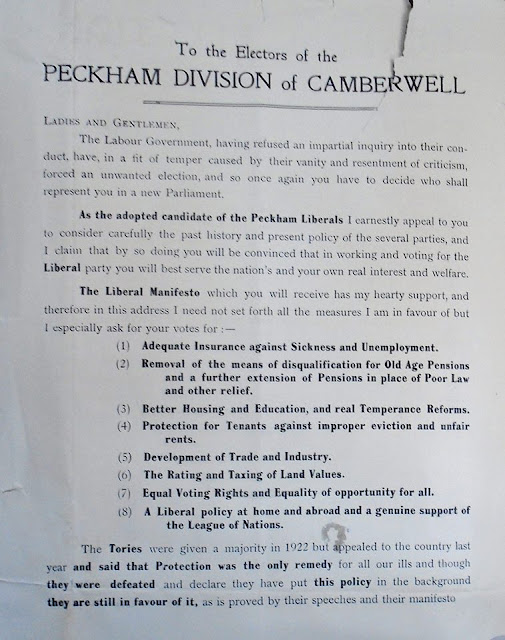 To the Electors of the
PECKHAM DIVISION of CAMBERWELL
LADIES AND GENTLEMEN,
The Labour Government, having refused an impartial inquiry into their con-
duct, have, in a fit of temper caused by their vanity and resentment of criticism,
forced an unwanted election, and so once again you have to decide who shall
represent you in a new Parliament.
As the adopted candidate of the Peckham Liberals I earnestly appeal to you
to consider carefully the past history and present policy of the several parties, and
I claim that by so doing you will be convinced that in working and voting for the
Liberal party you will best serve the nation's and your own real interest and welfare.
The Liberal Manifesto which you will receive has my hearty support, and
therefore in this address I need not set forth all the measures I am in favour of but
I especially ask for your votes for :—
(1) Adequate Insurance against Sickness and Unemployment.
(2) Removal of the means of disqualification for Old Age Pensions
and a further extension of Pensions in place of Poor Law
and other relief.
(3) Better Housing and Education, and real Temperance Reforms.
(4) Protection for Tenants against improper eviction and unfair
rents.
(5) Development of Trade and Industry.
(6) The Rating and Taxing of Land Values.
(7) Equal Voting Rights and Equality of opportunity for all.
(8) A Liberal policy at home and abroad and a genuine support of
the League of Nations.
The Tories were given a majority in 1922 but appealed to the country last
year and said that Protection was the only remedy for all our ills and though
they were defeated and declare they have put this policy in the background
they are still in favour of it, as is proved by their speeches and their manifesto